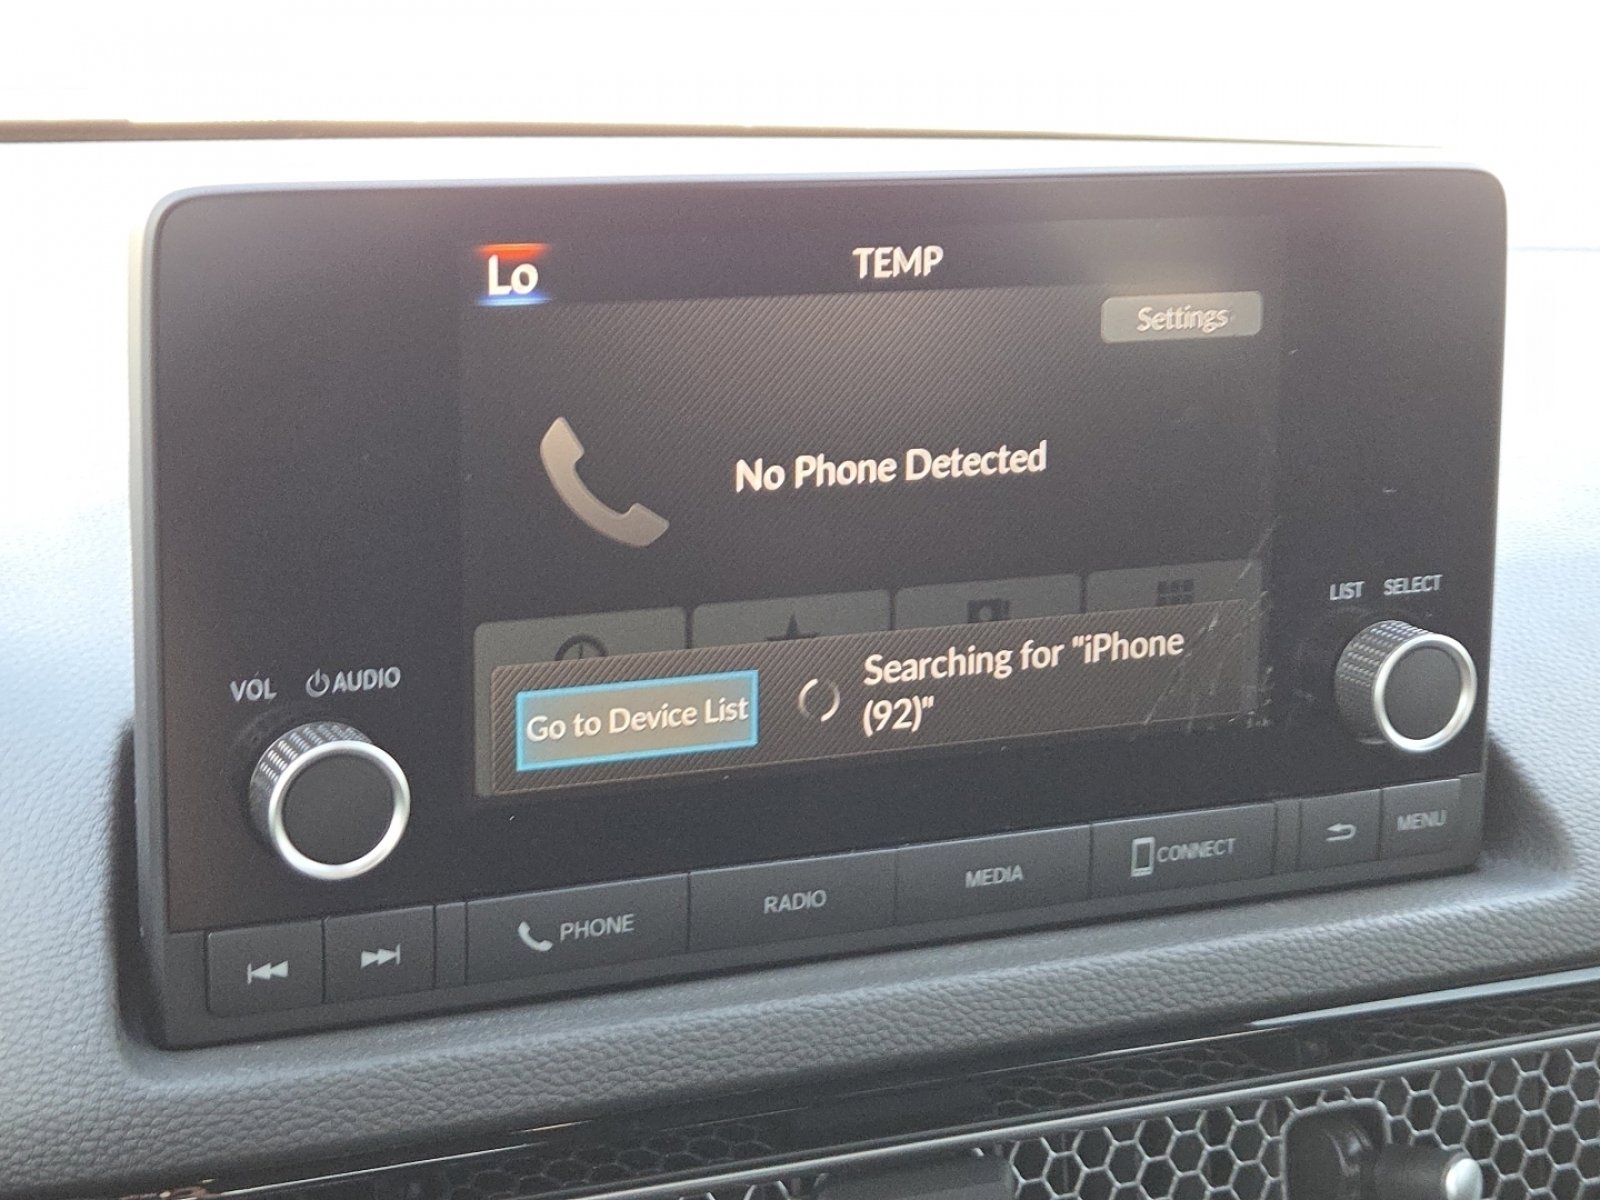 Lo
TEMP
Settings
No Phone Detected
Go to Device List
Searching for "iPhone
(92)"
LIST SELECT
VOL AUDIO
PHONE
RADIO
MEDIA
CONNECT
MENU